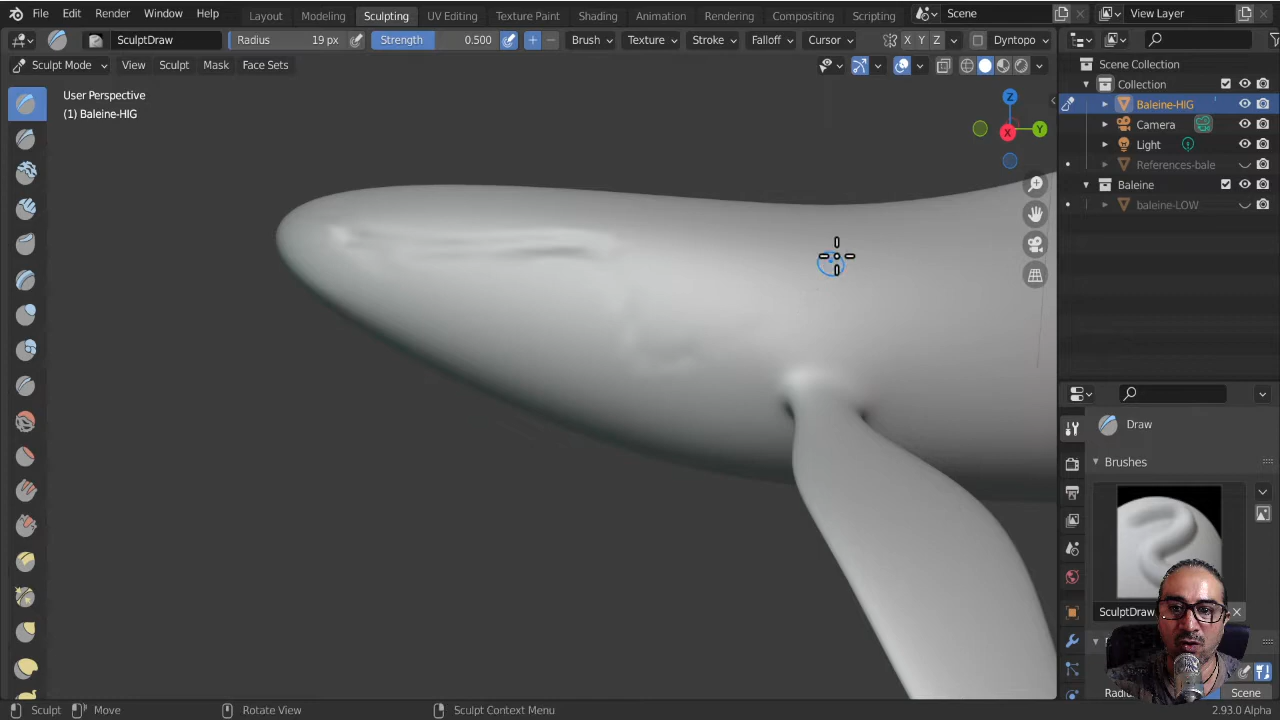 File Edit Render Window Help Layout Modeling Sculpting UV Editing Texture Paint Shading Animation Rendering Compositing Scripting Scene View Layer
SculptDraw Radius 19 px Strength 0.500 Brush Texture Stroke Falloff Cursor X Y Z Dyntopo
Sculpt Mode View Sculpt Mask Face Sets
Scene Collection
Collection
Baleine-HIG
Camera
Light
References-bale
Baleine
baleine-LOW
User Perspective
(1) Baleine-HIG
Z
Y
X
Draw
Brushes
SculptDraw
Radiu
Scene
Sculpt Move Rotate View Sculpt Context Menu 2.93.0 Alpha